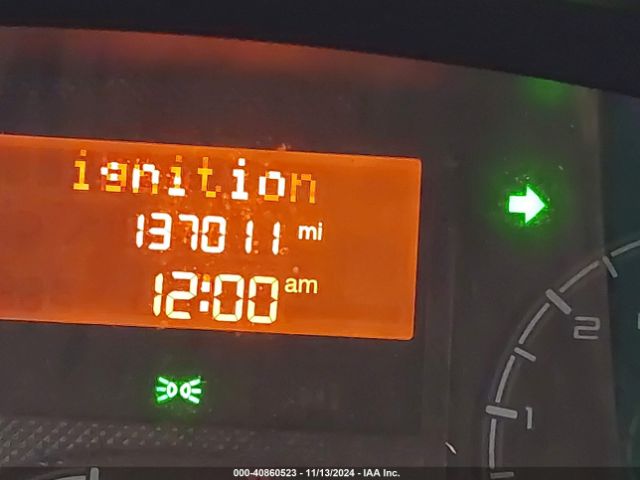 ignition
137011 mi
12:00 am
2
1
000-40860523 - 11/13/2024 - IAA Inc.